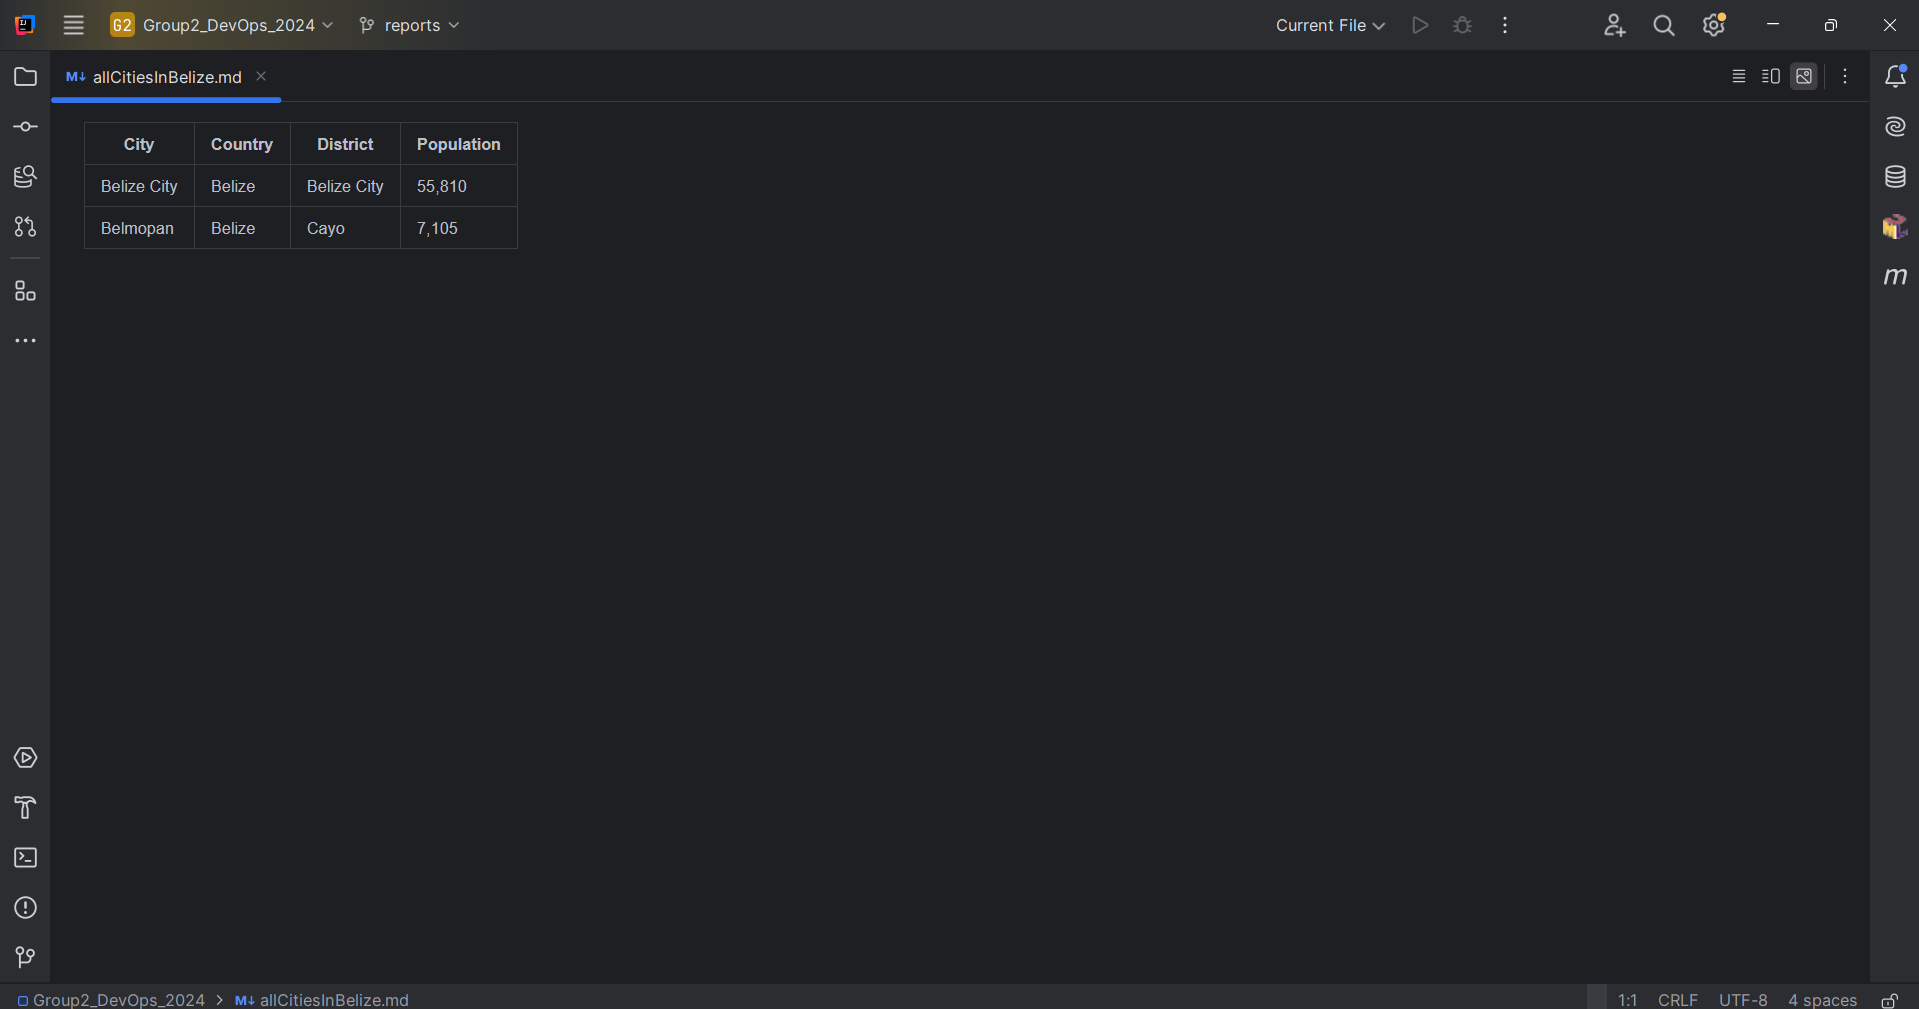 G2 Group2_DevOps_2024 reports Current File
M↓ allCitiesInBelize.md
City Country District Population
Belize City Belize Belize City 55,810
Belmopan Belize Cayo 7,105
m
Group2_DevOps_2024 > M↓ allCitiesInBelize.md 1:1 CRLF UTF-8 4 spaces